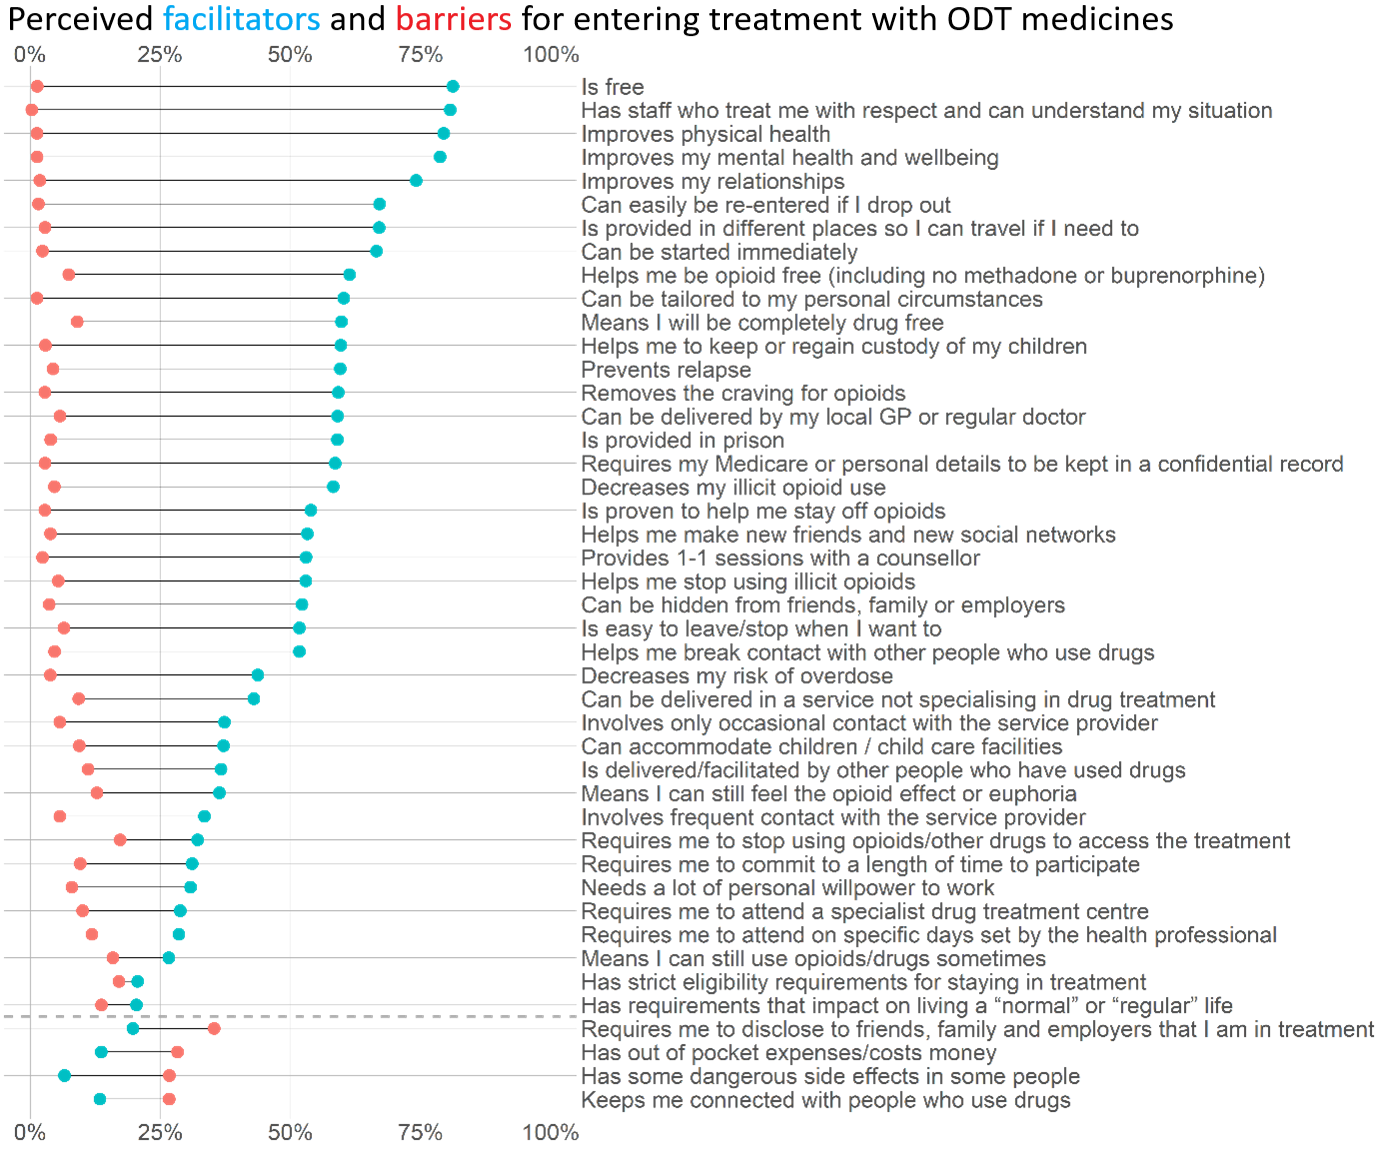 Perceived facilitators and barriers for entering treatment with ODT medicines
0% 25% 50% 75% 100%
Is free
Has staff who treat me with respect and can understand my situation
Improves physical health
Improves my mental health and wellbeing
Improves my relationships
Can easily be re-entered if I drop out
Is provided in different places so I can travel if I need to
Can be started immediately
Helps me be opioid free (including no methadone or buprenorphine)
Can be tailored to my personal circumstances
Means I will be completely drug free
Helps me to keep or regain custody of my children
Prevents relapse
Removes the craving for opioids
Can be delivered by my local GP or regular doctor
Is provided in prison
Requires my Medicare or personal details to be kept in a confidential record
Decreases my illicit opioid use
Is proven to help me stay off opioids
Helps me make new friends and new social networks
Provides 1-1 sessions with a counsellor
Helps me stop using illicit opioids
Can be hidden from friends, family or employers
Is easy to leave/stop when I want to
Helps me break contact with other people who use drugs
Decreases my risk of overdose
Can be delivered in a service not specialising in drug treatment
Involves only occasional contact with the service provider
Can accommodate children / child care facilities
Is delivered/facilitated by other people who have used drugs
Means I can still feel the opioid effect or euphoria
Involves frequent contact with the service provider
Requires me to stop using opioids/other drugs to access the treatment
Requires me to commit to a length of time to participate
Needs a lot of personal willpower to work
Requires me to attend a specialist drug treatment centre
Requires me to attend on specific days set by the health professional
Means I can still use opioids/drugs sometimes
Has strict eligibility requirements for staying in treatment
Has requirements that impact on living a “normal” or “regular” life
Requires me to disclose to friends, family and employers that I am in treatment
Has out of pocket expenses/costs money
Has some dangerous side effects in some people
Keeps me connected with people who use drugs
0% 25% 50% 75% 100%